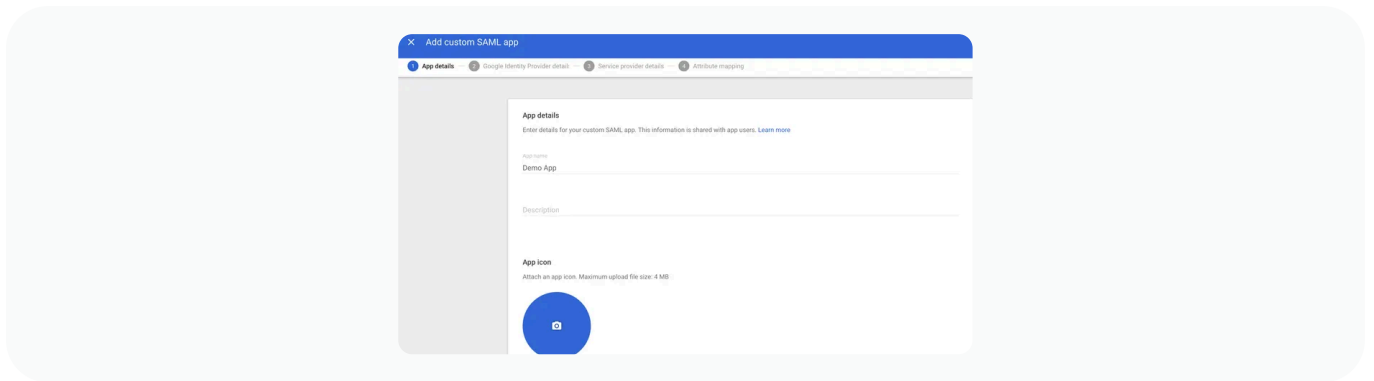 × Add custom SAML app
1 App details — 2 Google Identity Provider detail: — 3 Service provider details — 4 Attribute mapping
App details
Enter details for your custom SAML app. This information is shared with app users. Learn more
App name
Demo App
Description
App icon
Attach an app icon. Maximum upload file size: 4 MB